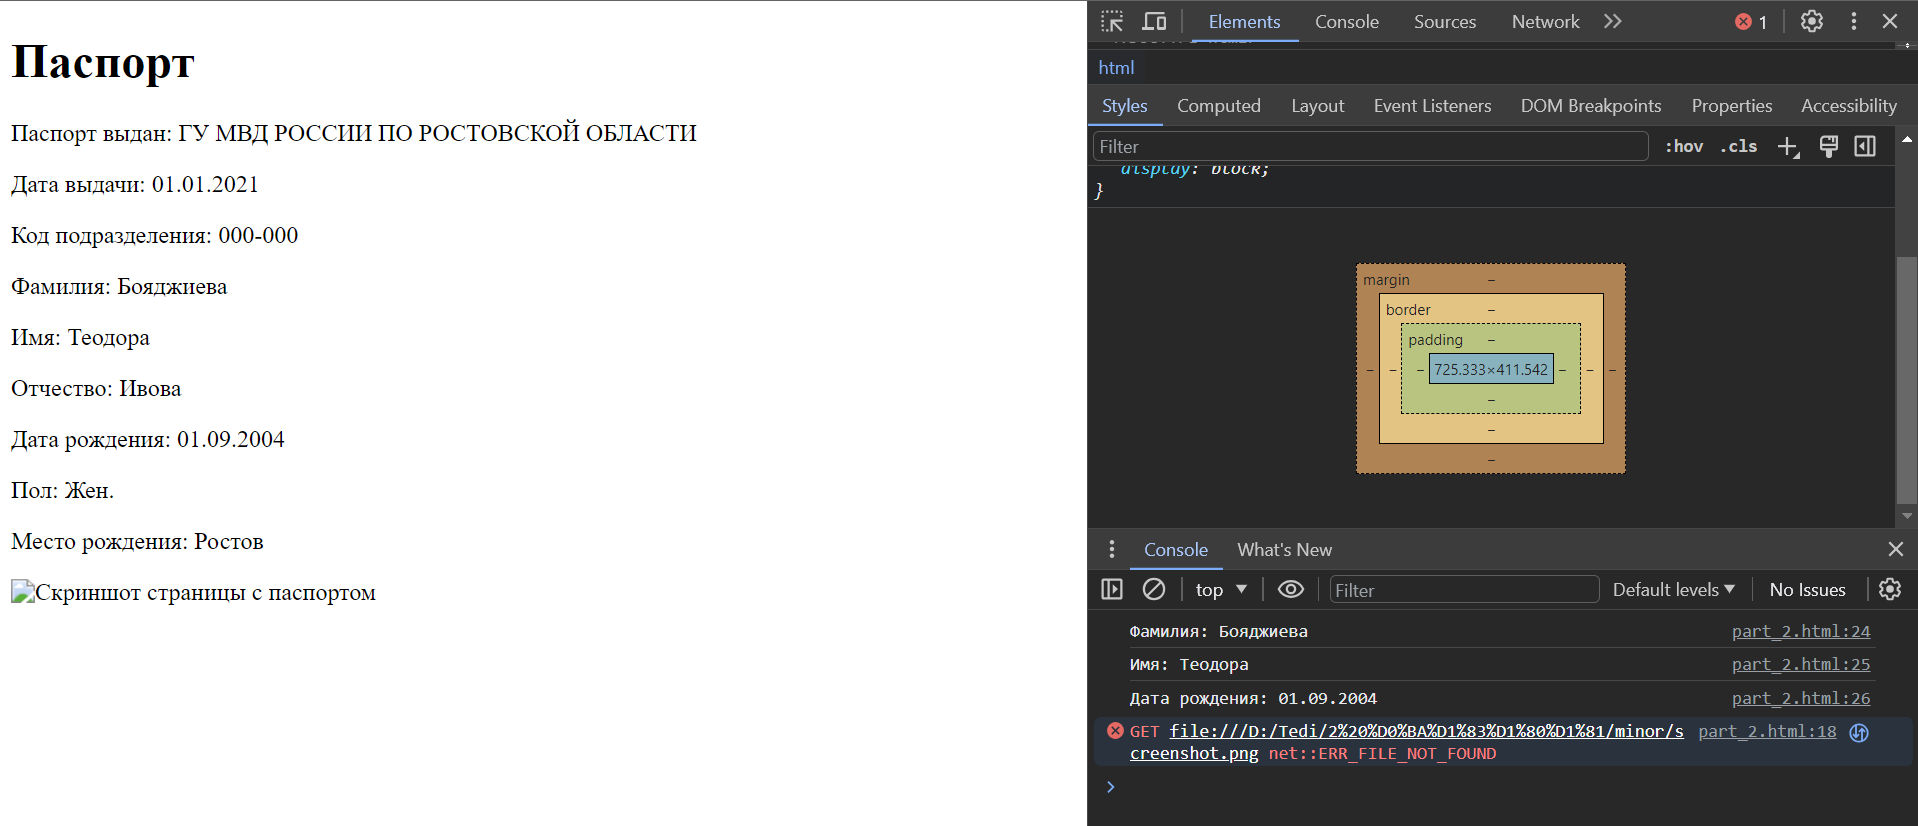 Паспорт
Паспорт выдан: ГУ МВД РОССИИ ПО РОСТОВСКОЙ ОБЛАСТИ
Дата выдачи: 01.01.2021
Код подразделения: 000-000
Фамилия: Бояджиева
Имя: Теодора
Отчество: Ивова
Дата рождения: 01.09.2004
Пол: Жен.
Место рождения: Ростов
Скриншот страницы с паспортом
Elements Console Sources Network 1
html
Styles Computed Layout Event Listeners DOM Breakpoints Properties Accessibility
Filter :hov .cls
display: block;
}
margin –
border –
padding –
– – – 725.333×411.542 – – –
–
–
–
Console What's New
top Filter Default levels No Issues
Фамилия: Бояджиева part_2.html:24
Имя: Теодора part_2.html:25
Дата рождения: 01.09.2004 part_2.html:26
GET file:///D:/Tedi/2%20%D0%BA%D1%83%D1%80%D1%81/minor/s part_2.html:18
creenshot.png net::ERR_FILE_NOT_FOUND